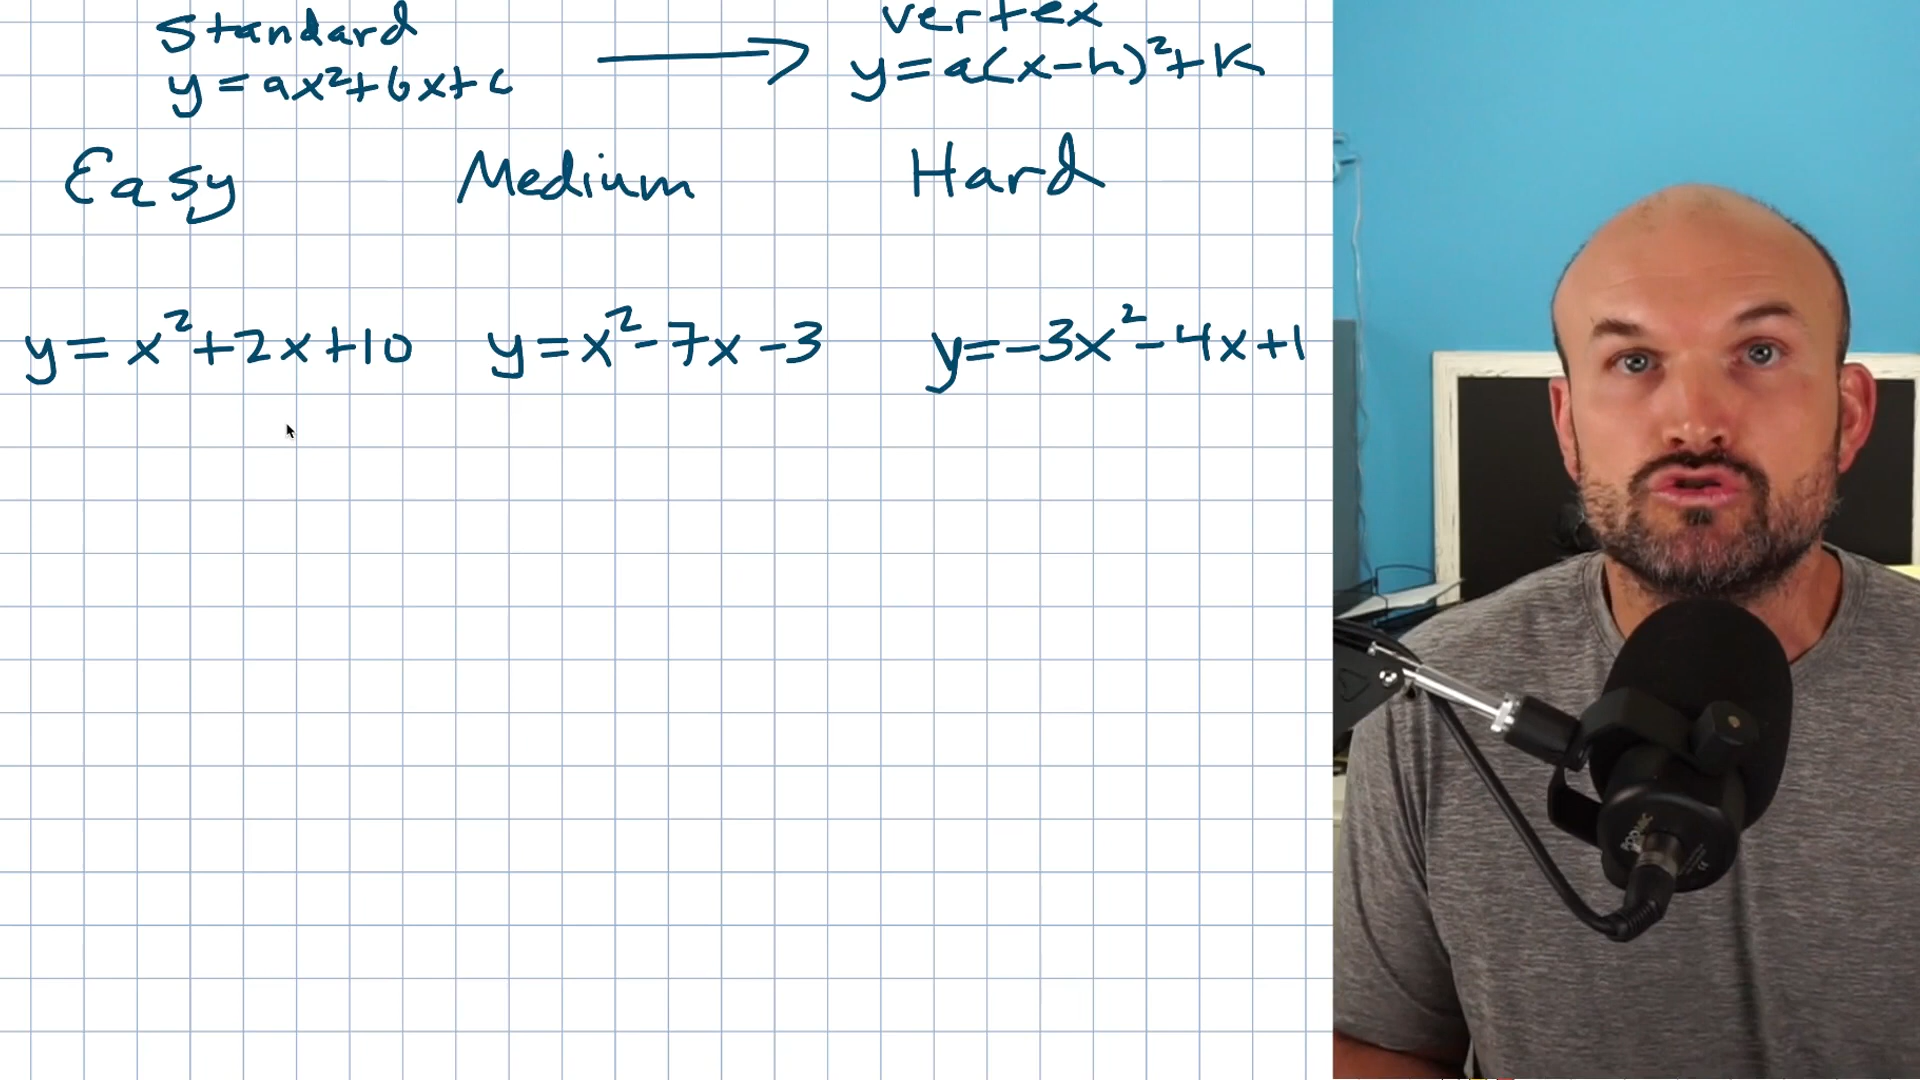 Standard
y = ax²+bx+c
vertex
y=a(x-h)²+k
Easy
Medium
Hard
y=x²+2x+10
y=x²-7x-3
y=-3x²-4x+1